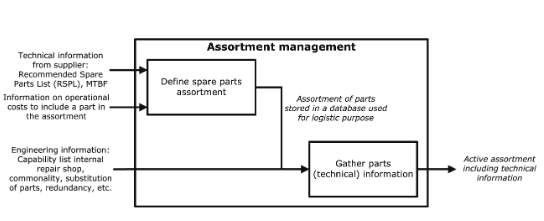 Assortment management
Technical information
from supplier:
Recommended Spare
Parts List (RSPL), MTBF
Information on operational
costs to include a part in
the assortment
Define spare parts
assortment
Assortment of parts
stored in a database used
for logistic purpose
Engineering information:
Capability list internal
repair shop,
commonality, substitution
of parts, redundancy, etc.
Gather parts
(technical) information
Active assortment
including technical
information